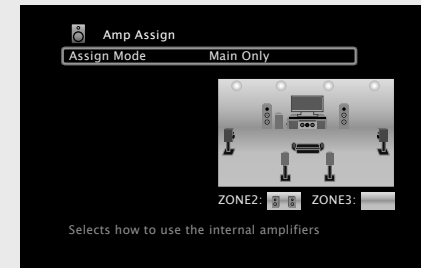 Amp Assign
Assign Mode Main Only
ZONE2: ZONE3:
Selects how to use the internal amplifiers